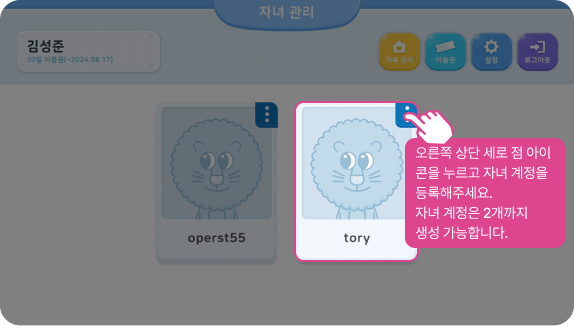 자녀 관리
김성준
30일 이용권(~2024.08.17)
가족 관리
이용권
설정
로그아웃
operst55
tory
오른쪽 상단 세로 점 아이
콘을 누르고 자녀 계정을
등록해주세요.
자녀 계정은 2개까지
생성 가능합니다.